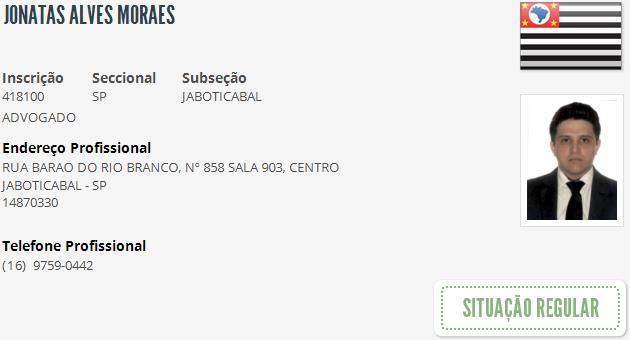 JONATAS ALVES MORAES
Inscrição Seccional Subseção
418100 SP JABOTICABAL
ADVOGADO
Endereço Profissional
RUA BARAO DO RIO BRANCO, Nº 858 SALA 903, CENTRO
JABOTICABAL - SP
14870330
Telefone Profissional
(16) 9759-0442
SITUAÇÃO REGULAR